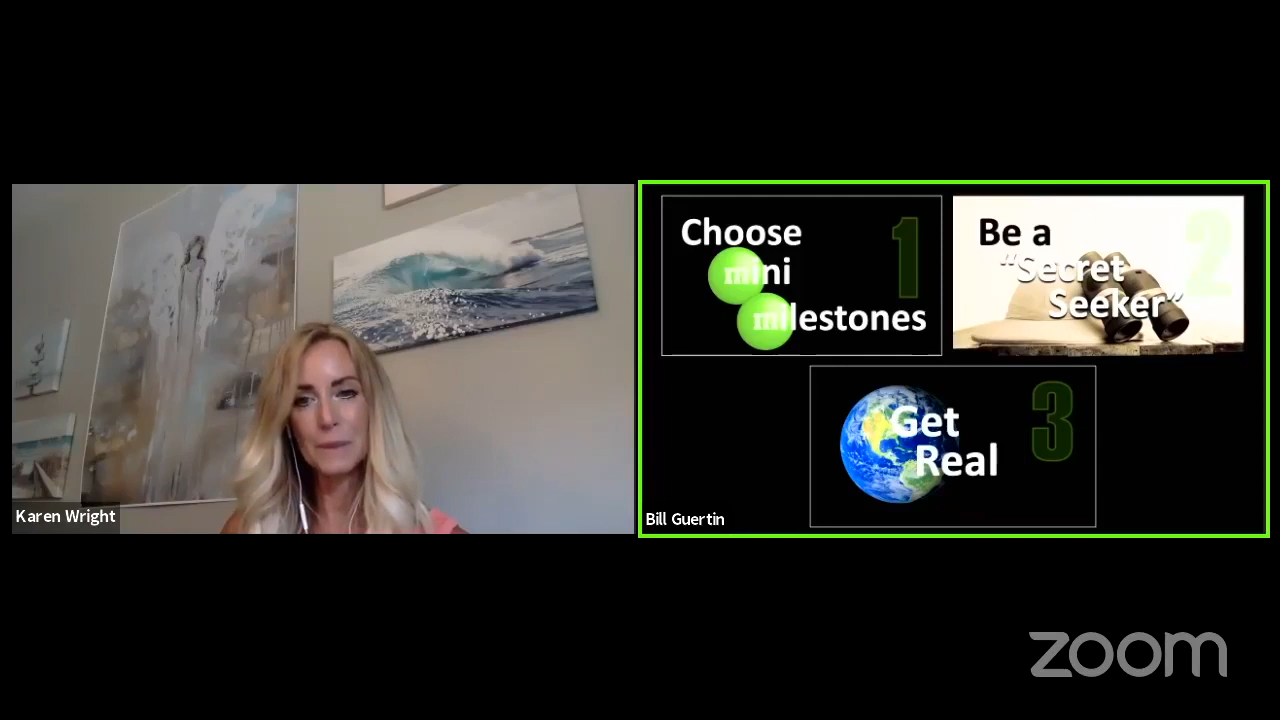 Choose
mini
milestones
1
Be a
"Secret
Seeker"
2
Get
Real
3
Karen Wright
Bill Guertin
zoom